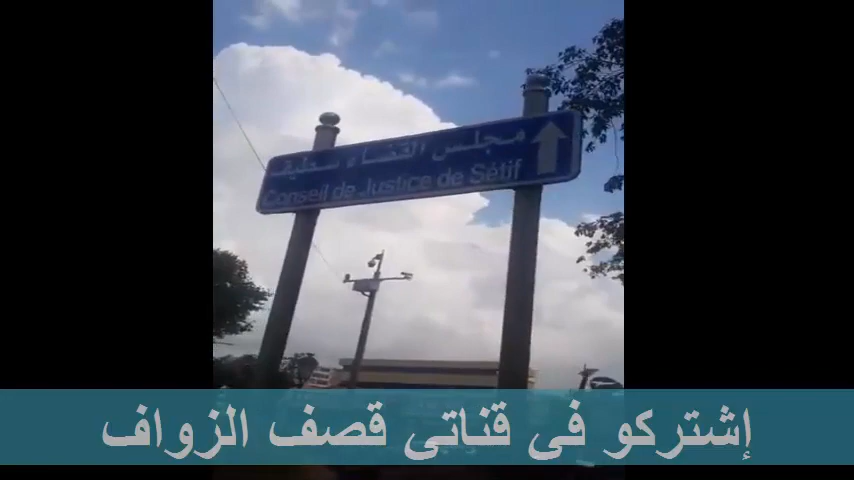 مجلس القضاء سطيف
Conseil de Justice de Sétif
إشتركو فى قناتى قصف الزواف